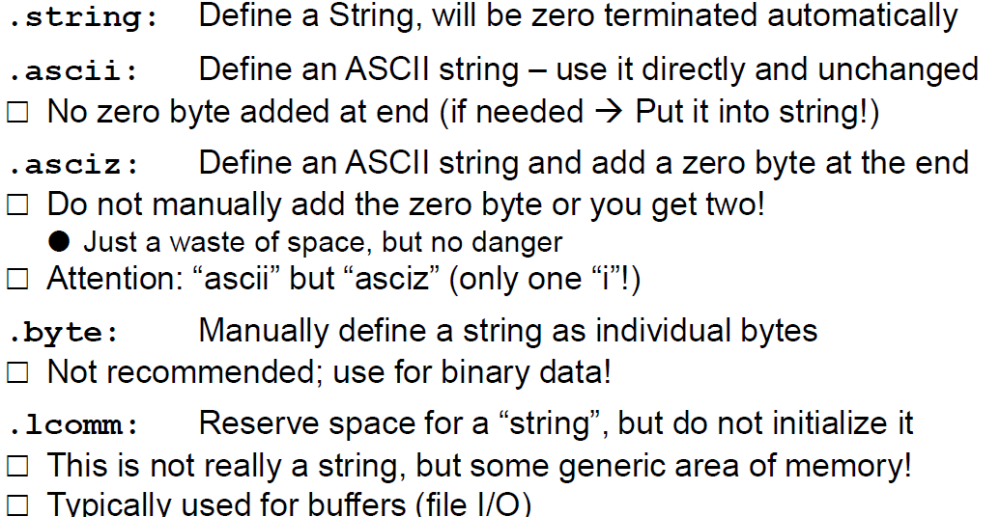 .string: Define a String, will be zero terminated automatically
.ascii: Define an ASCII string – use it directly and unchanged
□ No zero byte added at end (if needed → Put it into string!)
.asciz: Define an ASCII string and add a zero byte at the end
□ Do not manually add the zero byte or you get two!
● Just a waste of space, but no danger
□ Attention: “ascii” but “asciz” (only one “i”!)
.byte: Manually define a string as individual bytes
□ Not recommended; use for binary data!
.lcomm: Reserve space for a “string”, but do not initialize it
□ This is not really a string, but some generic area of memory!
□ Typically used for buffers (file I/O)